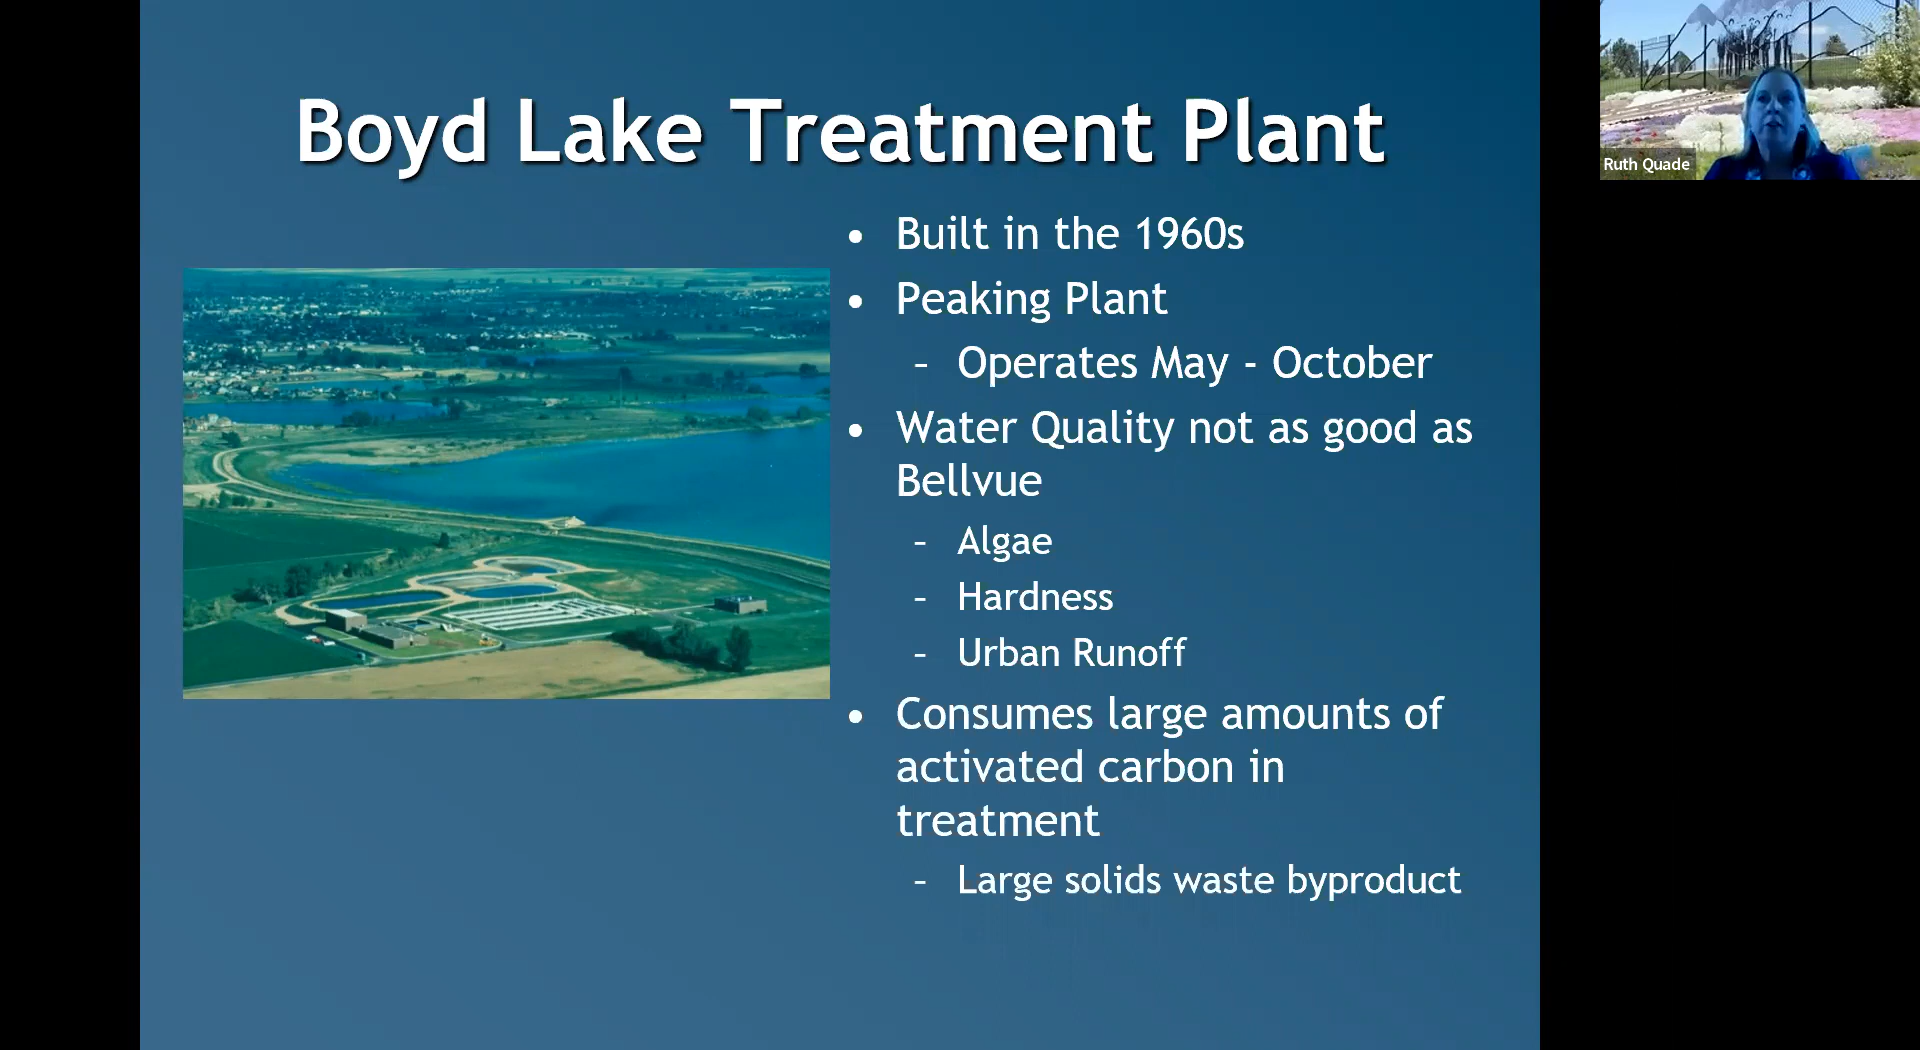 Boyd Lake Treatment Plant
• Built in the 1960s
• Peaking Plant
– Operates May - October
• Water Quality not as good as
Bellvue
– Algae
– Hardness
– Urban Runoff
• Consumes large amounts of
activated carbon in
treatment
– Large solids waste byproduct
Ruth Quade